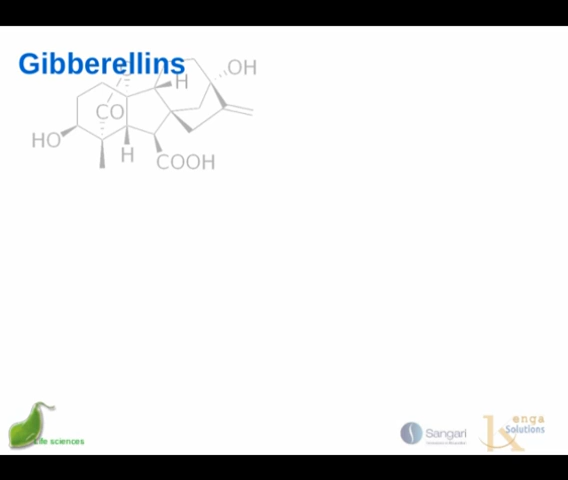 Gibberellins
OH
H
CO
HO
H
COOH
Life sciences
Sangari
enga
Solutions